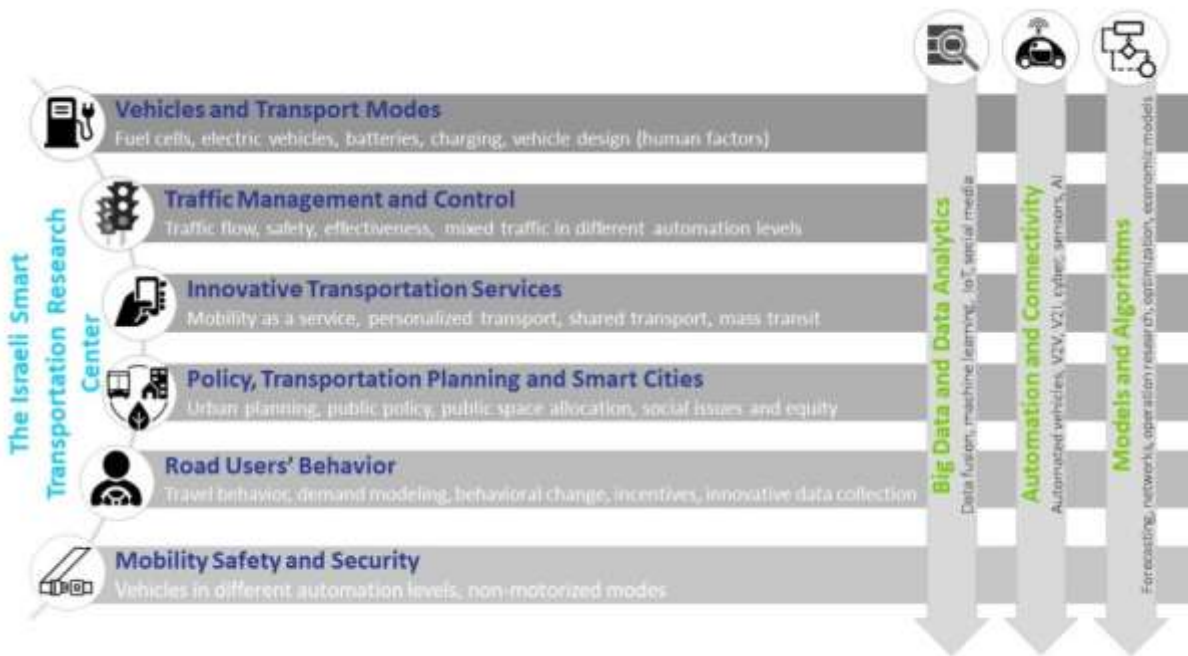 The Israeli Smart
Transportation Research
Center
Vehicles and Transport Modes
Fuel cells, electric vehicles, batteries, charging, vehicle design (human factors)
Traffic Management and Control
Traffic flow, safety, effectiveness, mixed traffic in different automation levels
Innovative Transportation Services
Mobility as a service, personalized transport, shared transport, mass transit
Policy, Transportation Planning and Smart Cities
Urban planning, public policy, public space allocation, social issues and equity
Road Users' Behavior
Travel behavior, demand modeling, behavioral change, incentives, innovative data collection
Mobility Safety and Security
Vehicles in different automation levels, non-motorized modes
Big Data and Data Analytics
Data fusion, machine learning, IoT, social media
Automation and Connectivity
Automated vehicles, V2V, V2I, cyber, sensors, AI
Models and Algorithms
Forecasting, networks, operation research, optimization, economic models